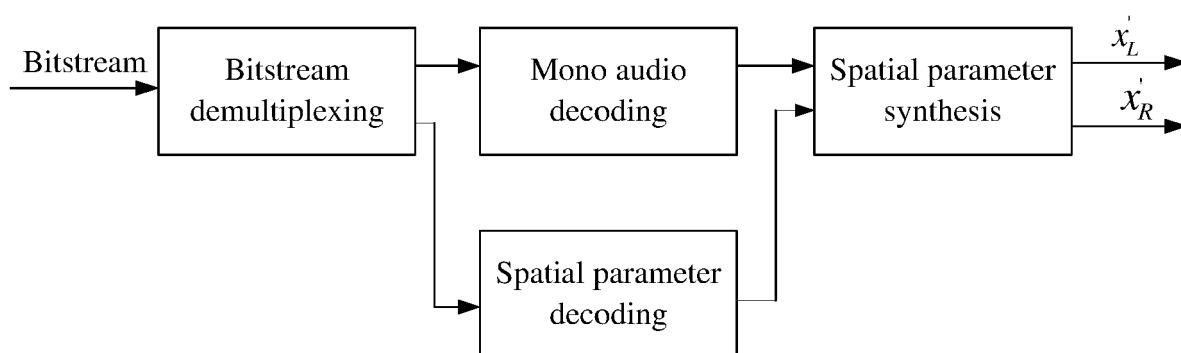 Bitstream
Bitstream
demultiplexing
Mono audio
decoding
Spatial parameter
synthesis
x'L
x'R
Spatial parameter
decoding